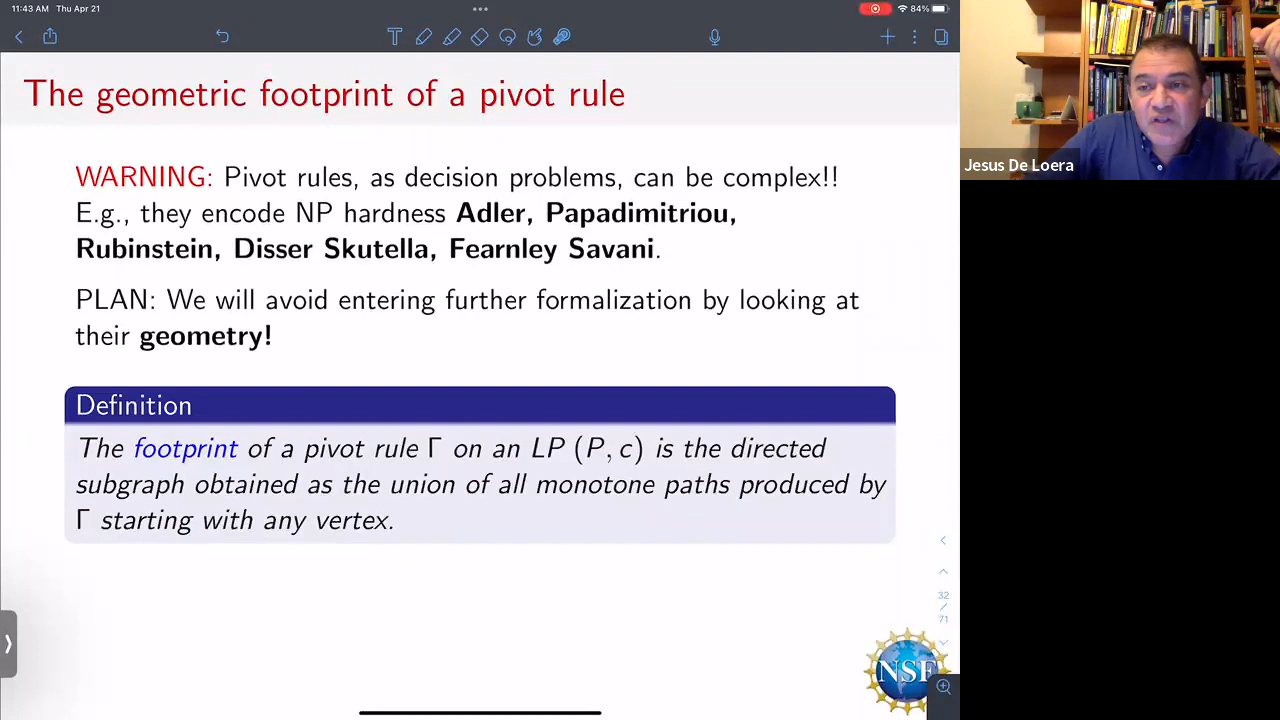 11:43 AM Thu Apr 21
84%
The geometric footprint of a pivot rule
WARNING: Pivot rules, as decision problems, can be complex!!
E.g., they encode NP hardness Adler, Papadimitriou,
Rubinstein, Disser Skutella, Fearnley Savani.
PLAN: We will avoid entering further formalization by looking at
their geometry!
Definition
The footprint of a pivot rule Γ on an LP (P, c) is the directed
subgraph obtained as the union of all monotone paths produced by
Γ starting with any vertex.
32
/
71
NSF
Jesus De Loera